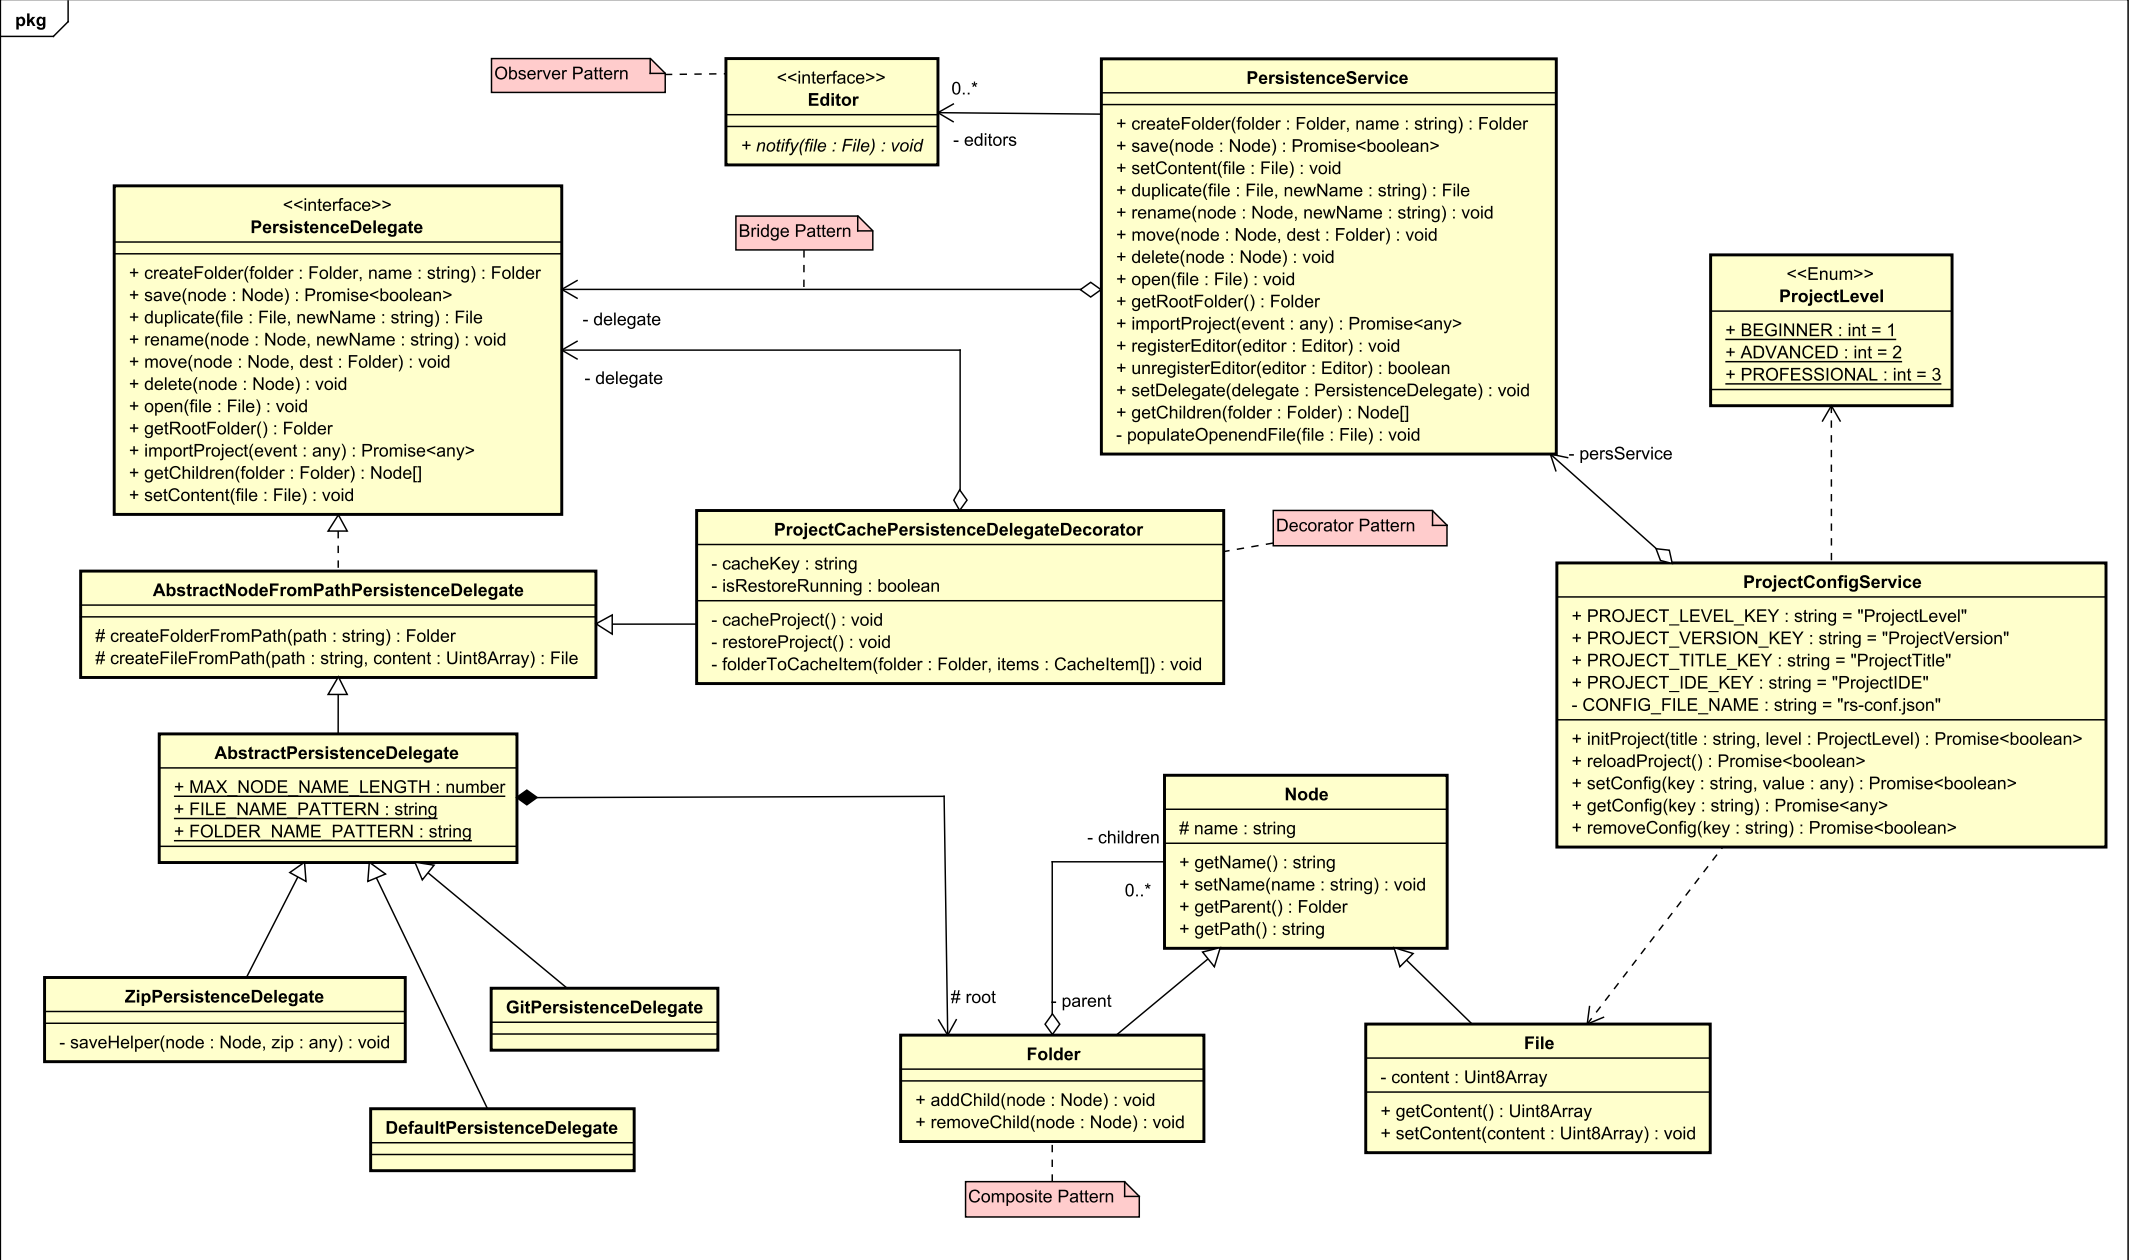 pkg
Observer Pattern
<<interface>>
Editor
+ notify(file : File) : void
0..*
- editors
PersistenceService
+ createFolder(folder : Folder, name : string) : Folder
+ save(node : Node) : Promise<boolean>
+ setContent(file : File) : void
+ duplicate(file : File, newName : string) : File
+ rename(node : Node, newName : string) : void
+ move(node : Node, dest : Folder) : void
+ delete(node : Node) : void
+ open(file : File) : void
+ getRootFolder() : Folder
+ importProject(event : any) : Promise<any>
+ registerEditor(editor : Editor) : void
+ unregisterEditor(editor : Editor) : boolean
+ setDelegate(delegate : PersistenceDelegate) : void
+ getChildren(folder : Folder) : Node[]
- populateOpenendFile(file : File) : void
<<interface>>
PersistenceDelegate
+ createFolder(folder : Folder, name : string) : Folder
+ save(node : Node) : Promise<boolean>
+ duplicate(file : File, newName : string) : File
+ rename(node : Node, newName : string) : void
+ move(node : Node, dest : Folder) : void
+ delete(node : Node) : void
+ open(file : File) : void
+ getRootFolder() : Folder
+ importProject(event : any) : Promise<any>
+ getChildren(folder : Folder) : Node[]
+ setContent(file : File) : void
Bridge Pattern
- delegate
- delegate
<<Enum>>
ProjectLevel
+ BEGINNER : int = 1
+ ADVANCED : int = 2
+ PROFESSIONAL : int = 3
- persService
ProjectCachePersistenceDelegateDecorator
- cacheKey : string
- isRestoreRunning : boolean
- cacheProject() : void
- restoreProject() : void
- folderToCacheItem(folder : Folder, items : CacheItem[]) : void
Decorator Pattern
AbstractNodeFromPathPersistenceDelegate
# createFolderFromPath(path : string) : Folder
# createFileFromPath(path : string, content : Uint8Array) : File
ProjectConfigService
+ PROJECT_LEVEL_KEY : string = "ProjectLevel"
+ PROJECT_VERSION_KEY : string = "ProjectVersion"
+ PROJECT_TITLE_KEY : string = "ProjectTitle"
+ PROJECT_IDE_KEY : string = "ProjectIDE"
- CONFIG_FILE_NAME : string = "rs-conf.json"
+ initProject(title : string, level : ProjectLevel) : Promise<boolean>
+ reloadProject() : Promise<boolean>
+ setConfig(key : string, value : any) : Promise<boolean>
+ getConfig(key : string) : Promise<any>
+ removeConfig(key : string) : Promise<boolean>
AbstractPersistenceDelegate
+ MAX_NODE_NAME_LENGTH : number
+ FILE_NAME_PATTERN : string
+ FOLDER_NAME_PATTERN : string
Node
# name : string
+ getName() : string
+ setName(name : string) : void
+ getParent() : Folder
+ getPath() : string
- children
0..*
- parent
# root
ZipPersistenceDelegate
- saveHelper(node : Node, zip : any) : void
GitPersistenceDelegate
DefaultPersistenceDelegate
Folder
+ addChild(node : Node) : void
+ removeChild(node : Node) : void
File
- content : Uint8Array
+ getContent() : Uint8Array
+ setContent(content : Uint8Array) : void
Composite Pattern